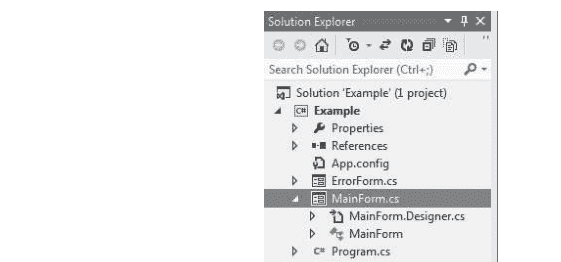 Solution Explorer
Search Solution Explorer (Ctrl+;)
Solution 'Example' (1 project)
C# Example
Properties
References
App.config
ErrorForm.cs
MainForm.cs
MainForm.Designer.cs
MainForm
C# Program.cs